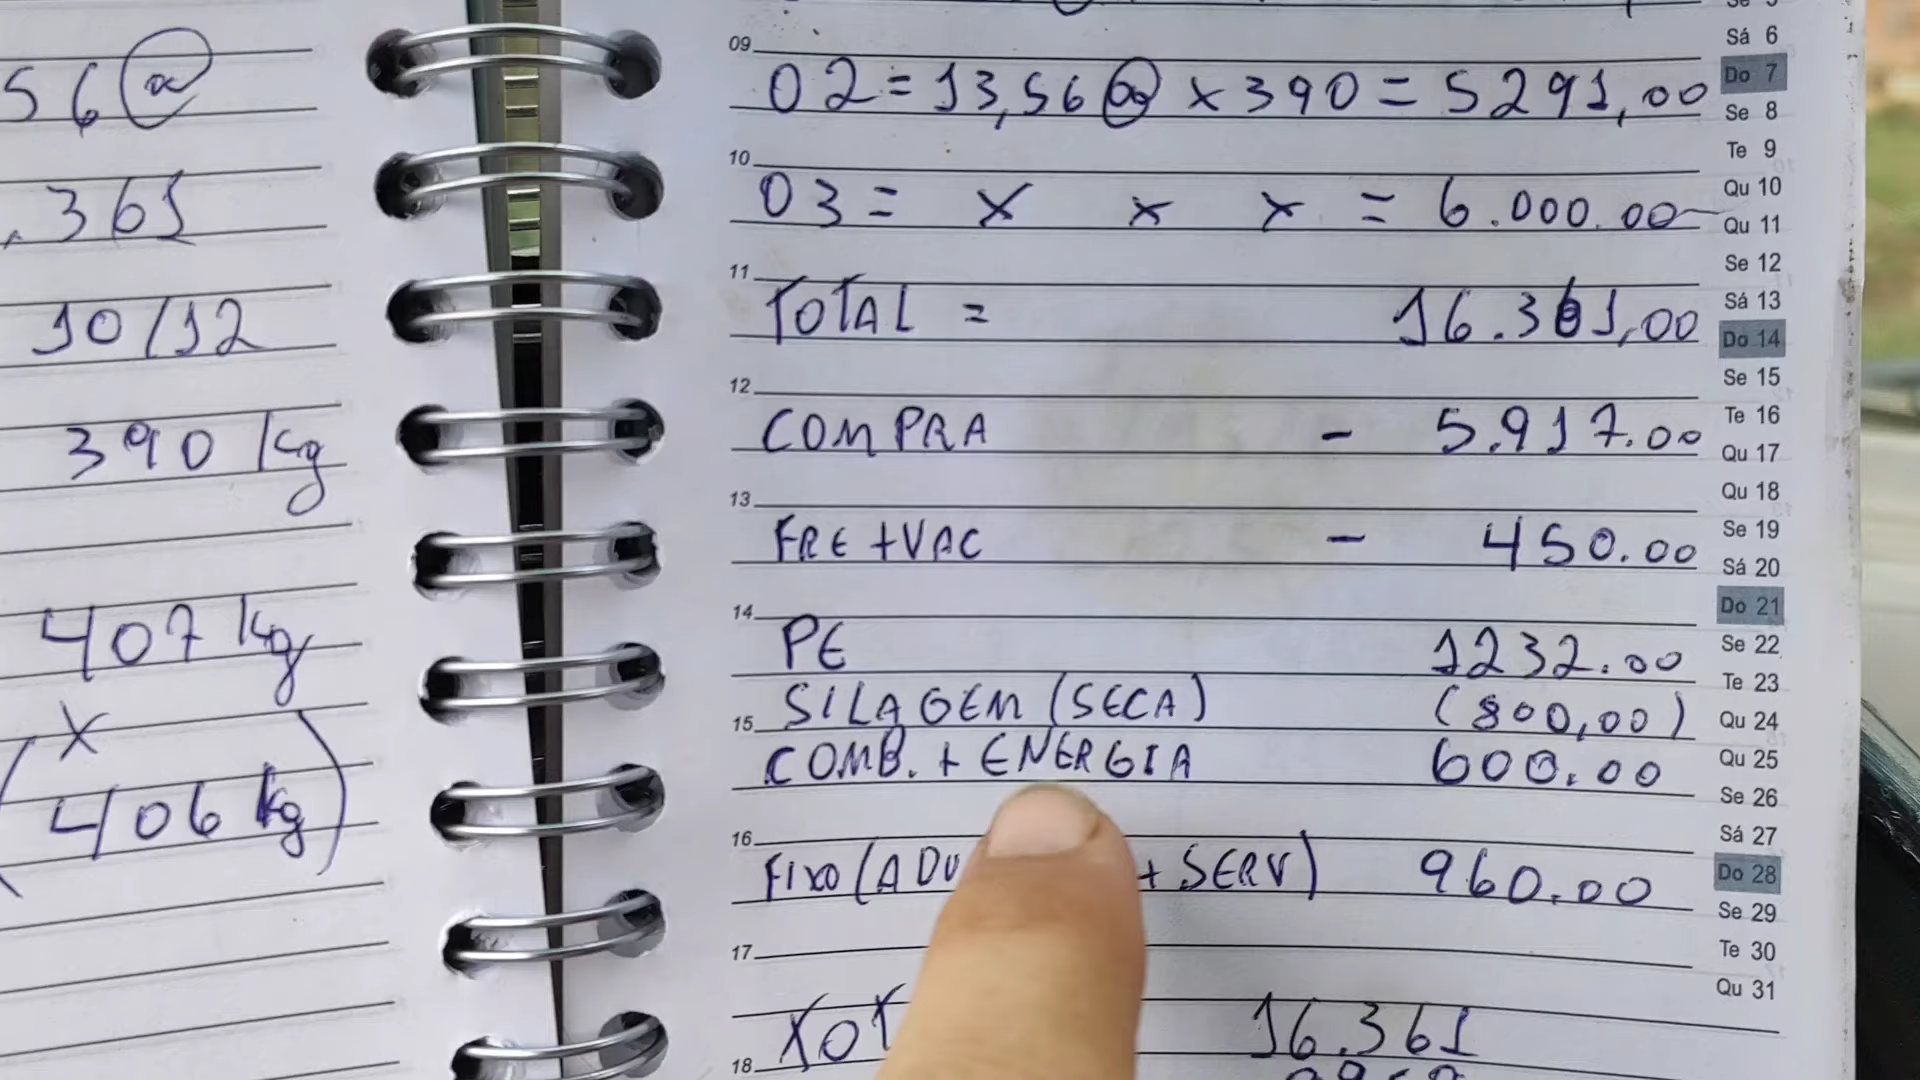 56@
.361
10/12
390 kg
407 kg
x
(406 kg)
09
02 = 13,56@ x 390 = 5291,00
10
03 = x x x = 6.000.00
11
TOTAL = 16.361,00
12
COMPRA - 5.917.00
13
FRE + VAC - 450.00
14
PE 1232.00
SILAGEM (SECA) (800,00)
15
COMB. + ENERGIA 600.00
16
FIXO (ADU + SERV) 960.00
17
TOT 16.361
18
Sá 6
Do 7
Se 8
Te 9
Qu 10
Qu 11
Se 12
Sá 13
Do 14
Se 15
Te 16
Qu 17
Qu 18
Se 19
Sá 20
Do 21
Se 22
Te 23
Qu 24
Qu 25
Se 26
Sá 27
Do 28
Se 29
Te 30
Qu 31